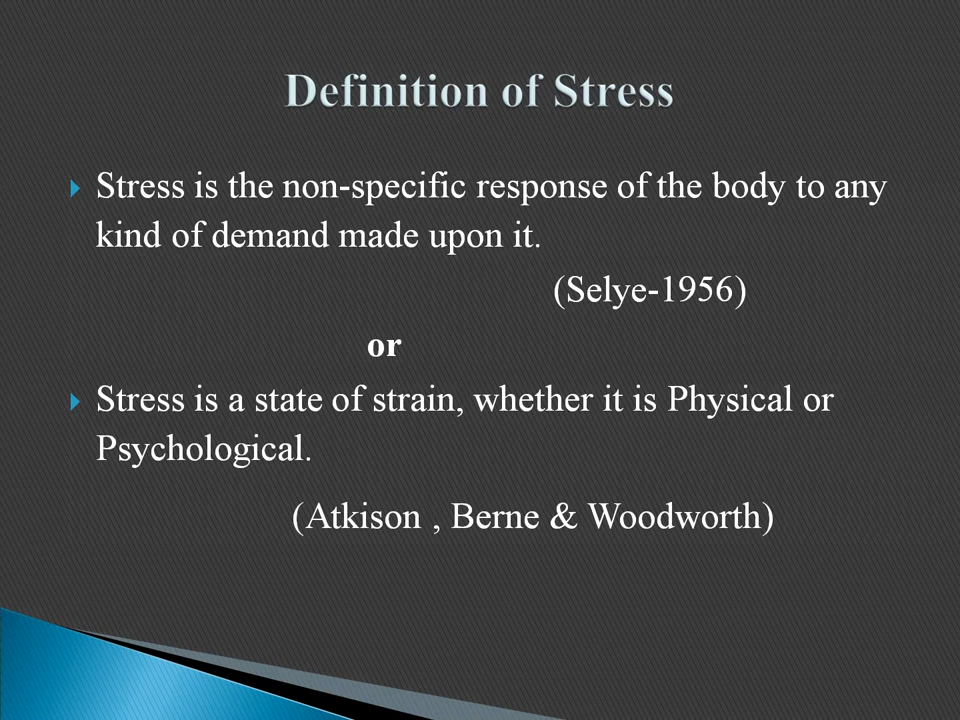 Definition of Stress
Stress is the non-specific response of the body to any
kind of demand made upon it.
(Selye-1956)
or
Stress is a state of strain, whether it is Physical or
Psychological.
(Atkison , Berne & Woodworth)